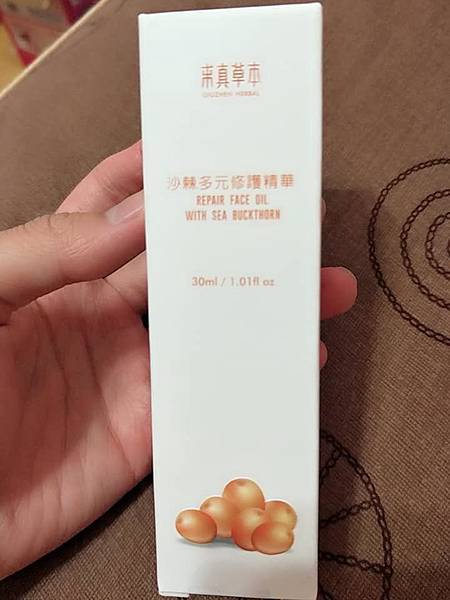 來真草本
QIUZHEN HERBAL
沙棘多元修護精華
REPAIR FACE OIL
WITH SEA BUCKTHORN
30ml / 1.01fl oz